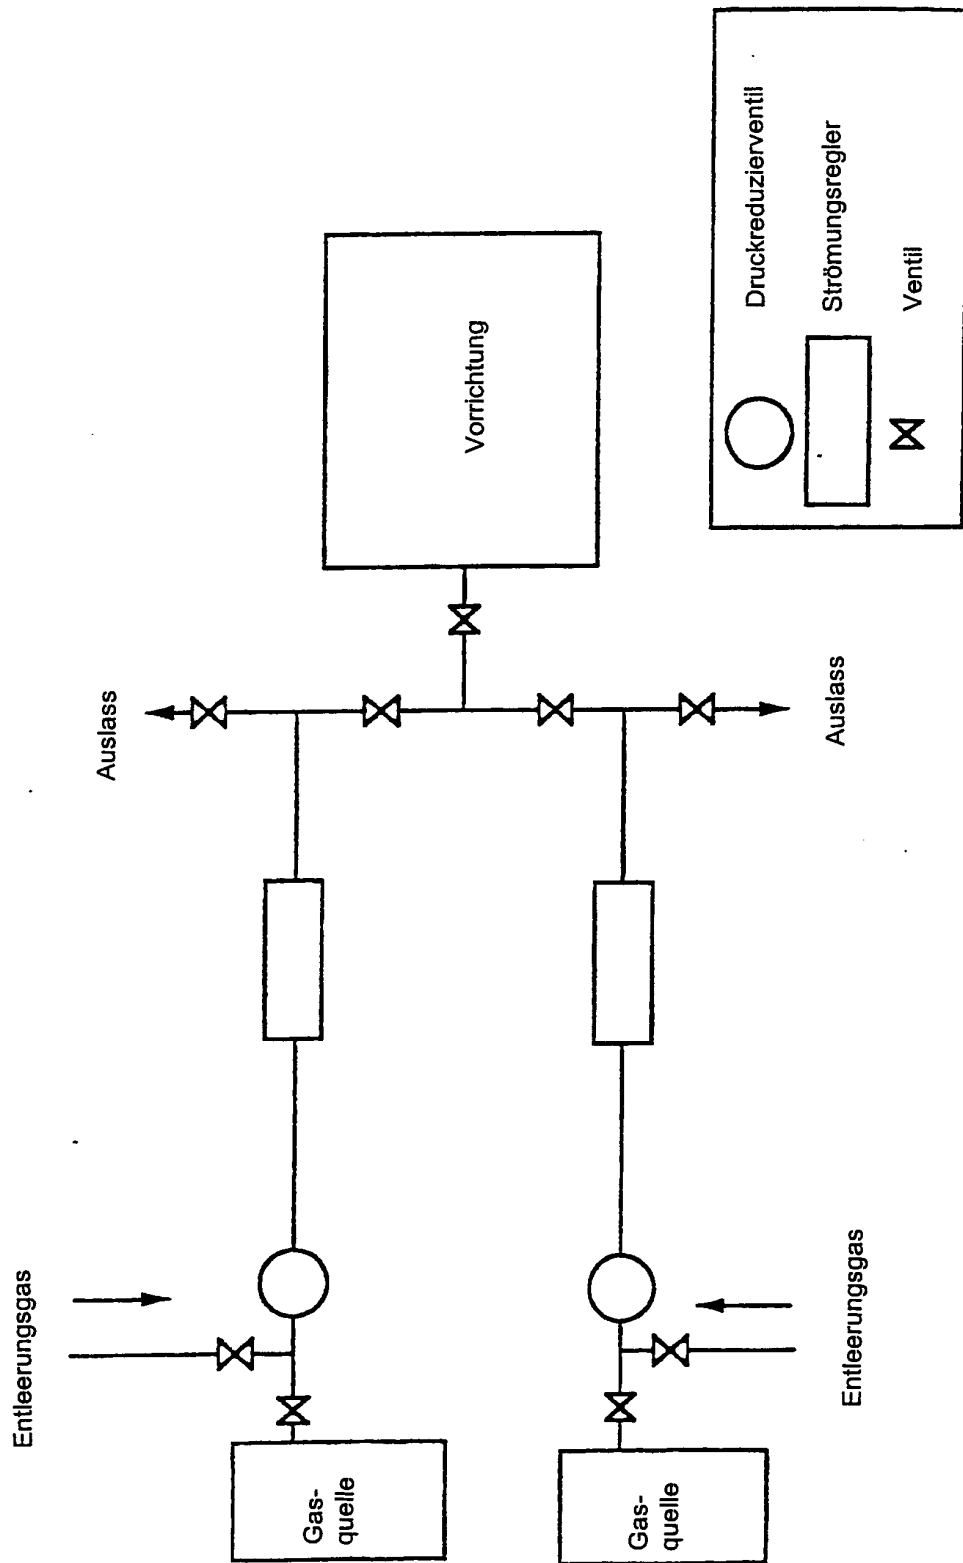 Entleerungsgas
Gas-
quelle
Auslass
Vorrichtung
Gas-
quelle
Entleerungsgas
Auslass
Druckreduzierventil
Strömungsregler
Ventil